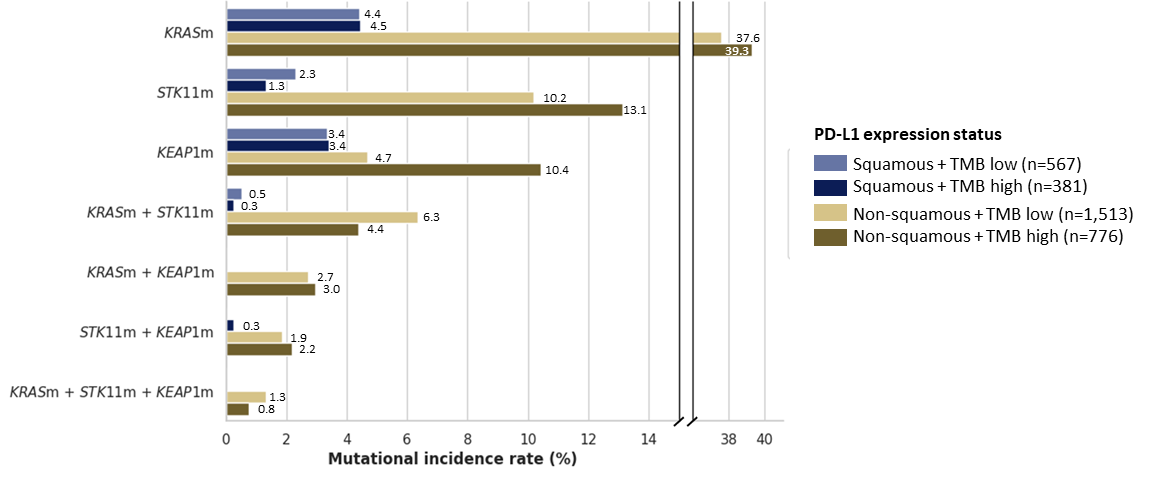 KRASm
4.4
4.5
37.6
39.3
STK11m
2.3
1.3
10.2
13.1
KEAP1m
3.4
3.4
4.7
10.4
KRASm + STK11m
0.5
0.3
6.3
4.4
KRASm + KEAP1m
2.7
3.0
STK11m + KEAP1m
0.3
1.9
2.2
KRASm + STK11m + KEAP1m
1.3
0.8
0 2 4 6 8 10 12 14 38 40
Mutational incidence rate (%)
PD-L1 expression status
Squamous + TMB low (n=567)
Squamous + TMB high (n=381)
Non-squamous + TMB low (n=1,513)
Non-squamous + TMB high (n=776)